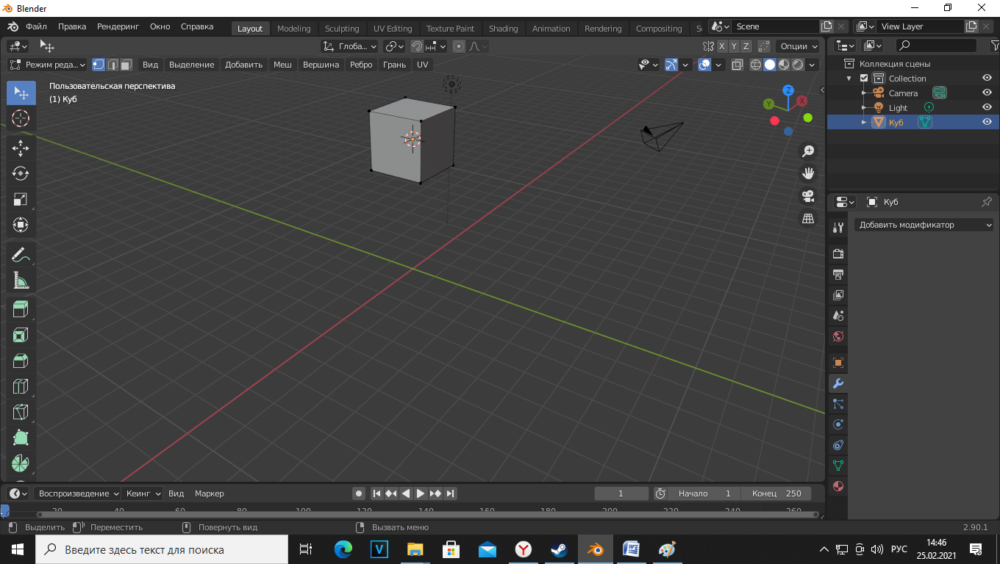 Blender
Файл Правка Рендеринг Окно Справка Layout Modeling Sculpting UV Editing Texture Paint Shading Animation Rendering Compositing Scene View Layer
Глоба... X Y Z Опции
Режим реда... Вид Выделение Добавить Меш Вершина Ребро Грань UV
Пользовательская перспектива
(1) Куб
Z
Y
X
Коллекция сцены
Collection
Camera
Light
Куб
Куб
Добавить модификатор
Воспроизведение Кеинг Вид Маркер 1 Начало 1 Конец 250
20 40 60 80 100 120 140 160 180 200 220 240 260
Выделить Переместить Повернуть вид Вызвать меню 2.90.1
Введите здесь текст для поиска
РУС
14:46
25.02.2021